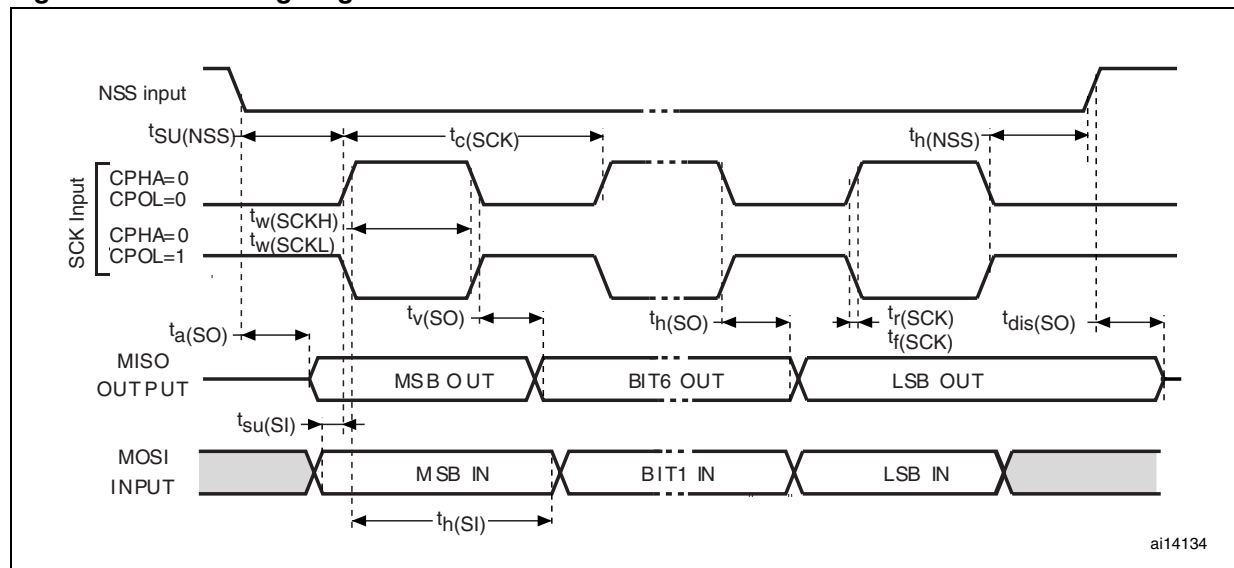 NSS input
tSU(NSS)
tc(SCK)
th(NSS)
SCK Input
CPHA=0
CPOL=0
tw(SCKH)
CPHA=0
tw(SCKL)
CPOL=1
ta(SO)
tv(SO)
th(SO)
tr(SCK)
tf(SCK)
tdis(SO)
MISO
OUTPUT
MSB OUT
BIT6 OUT
LSB OUT
tsu(SI)
MOSI
INPUT
MSB IN
BIT1 IN
LSB IN
th(SI)
ai14134